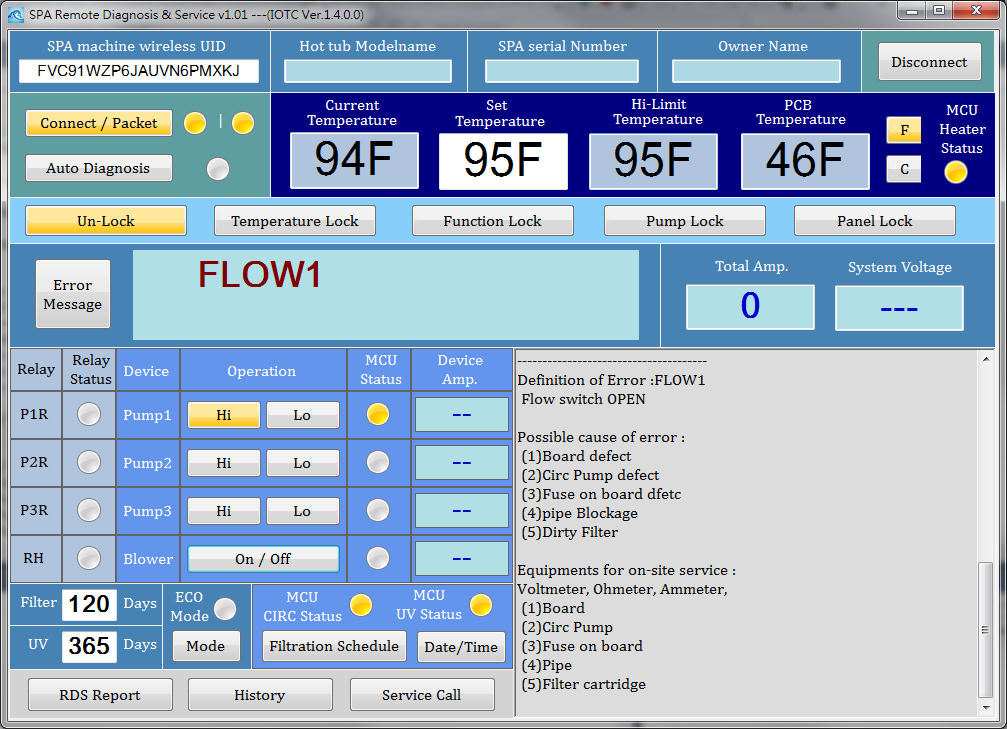 SPA Remote Diagnosis & Service v1.01 ---(IOTC Ver.1.4.0.0)
SPA machine wireless UID
FVC91WZP6JAUVN6PMXKJ
Hot tub Modelname
SPA serial Number
Owner Name
Disconnect
Connect / Packet
|
Auto Diagnosis
Current
Temperature
94F
Set
Temperature
95F
Hi-Limit
Temperature
95F
PCB
Temperature
46F
F
C
MCU
Heater
Status
Un-Lock
Temperature Lock
Function Lock
Pump Lock
Panel Lock
Error
Message
FLOW1
Total Amp.
0
System Voltage
---
Relay
Relay
Status
Device
Operation
MCU
Status
Device
Amp.
P1R Pump1 Hi Lo --
P2R Pump2 Hi Lo --
P3R Pump3 Hi Lo --
RH Blower On / Off --
Filter 120 Days
UV 365 Days
ECO
Mode
Mode
MCU
CIRC Status
MCU
UV Status
Filtration Schedule
Date/Time
RDS Report
History
Service Call
-------------------------------------
Definition of Error :FLOW1
Flow switch OPEN
Possible cause of error :
(1)Board defect
(2)Circ Pump defect
(3)Fuse on board dfetc
(4)pipe Blockage
(5)Dirty Filter
Equipments for on-site service :
Voltmeter, Ohmeter, Ammeter,
(1)Board
(2)Circ Pump
(3)Fuse on board
(4)Pipe
(5)Filter cartridge